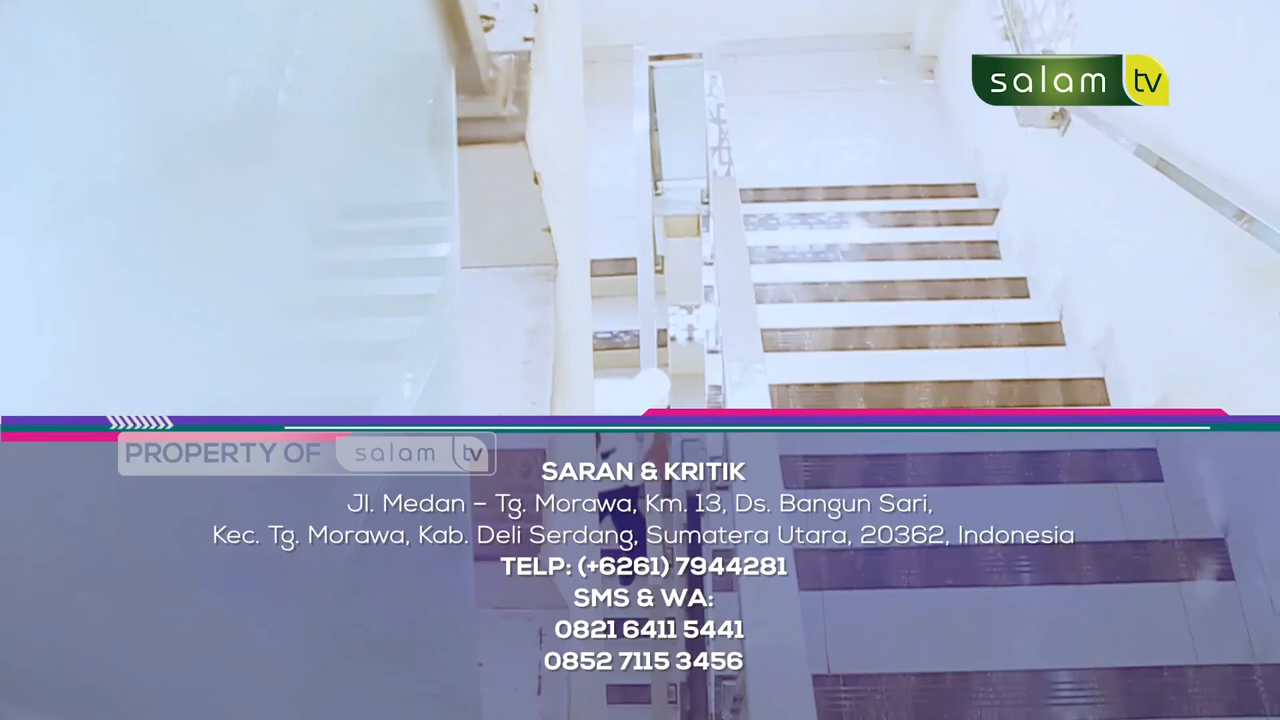 salam tv
PROPERTY OF salam tv
SARAN & KRITIK
Jl. Medan – Tg. Morawa, Km. 13, Ds. Bangun Sari,
Kec. Tg. Morawa, Kab. Deli Serdang, Sumatera Utara, 20362, Indonesia
TELP: (+6261) 7944281
SMS & WA:
0821 6411 5441
0852 7115 3456